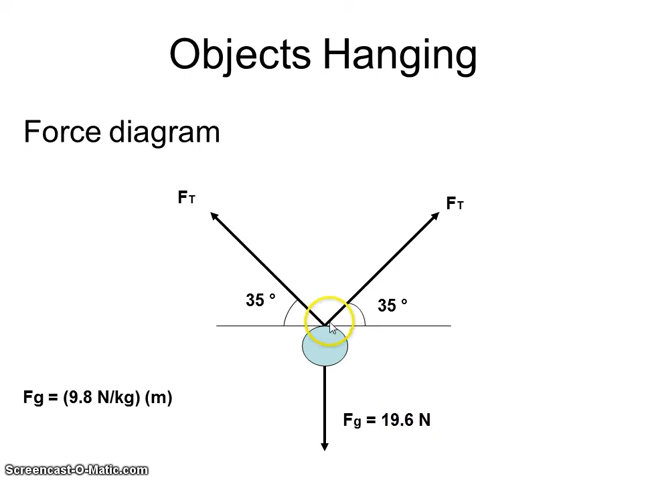 Objects Hanging
Force diagram
FT
FT
35 °
35 °
Fg = (9.8 N/kg) (m)
Fg = 19.6 N
Screencast-O-Matic.com